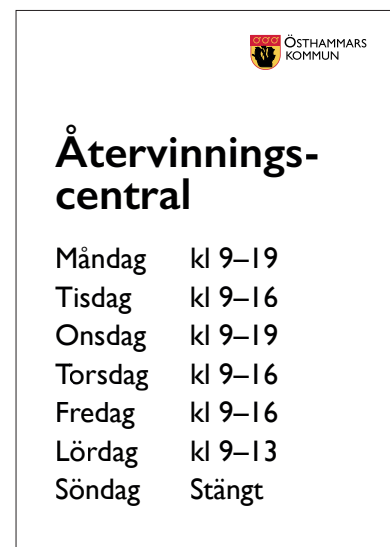 ÖSTHAMMARS
KOMMUN
Återvinnings-
central
Måndag kl 9–19
Tisdag kl 9–16
Onsdag kl 9–19
Torsdag kl 9–16
Fredag kl 9–16
Lördag kl 9–13
Söndag Stängt